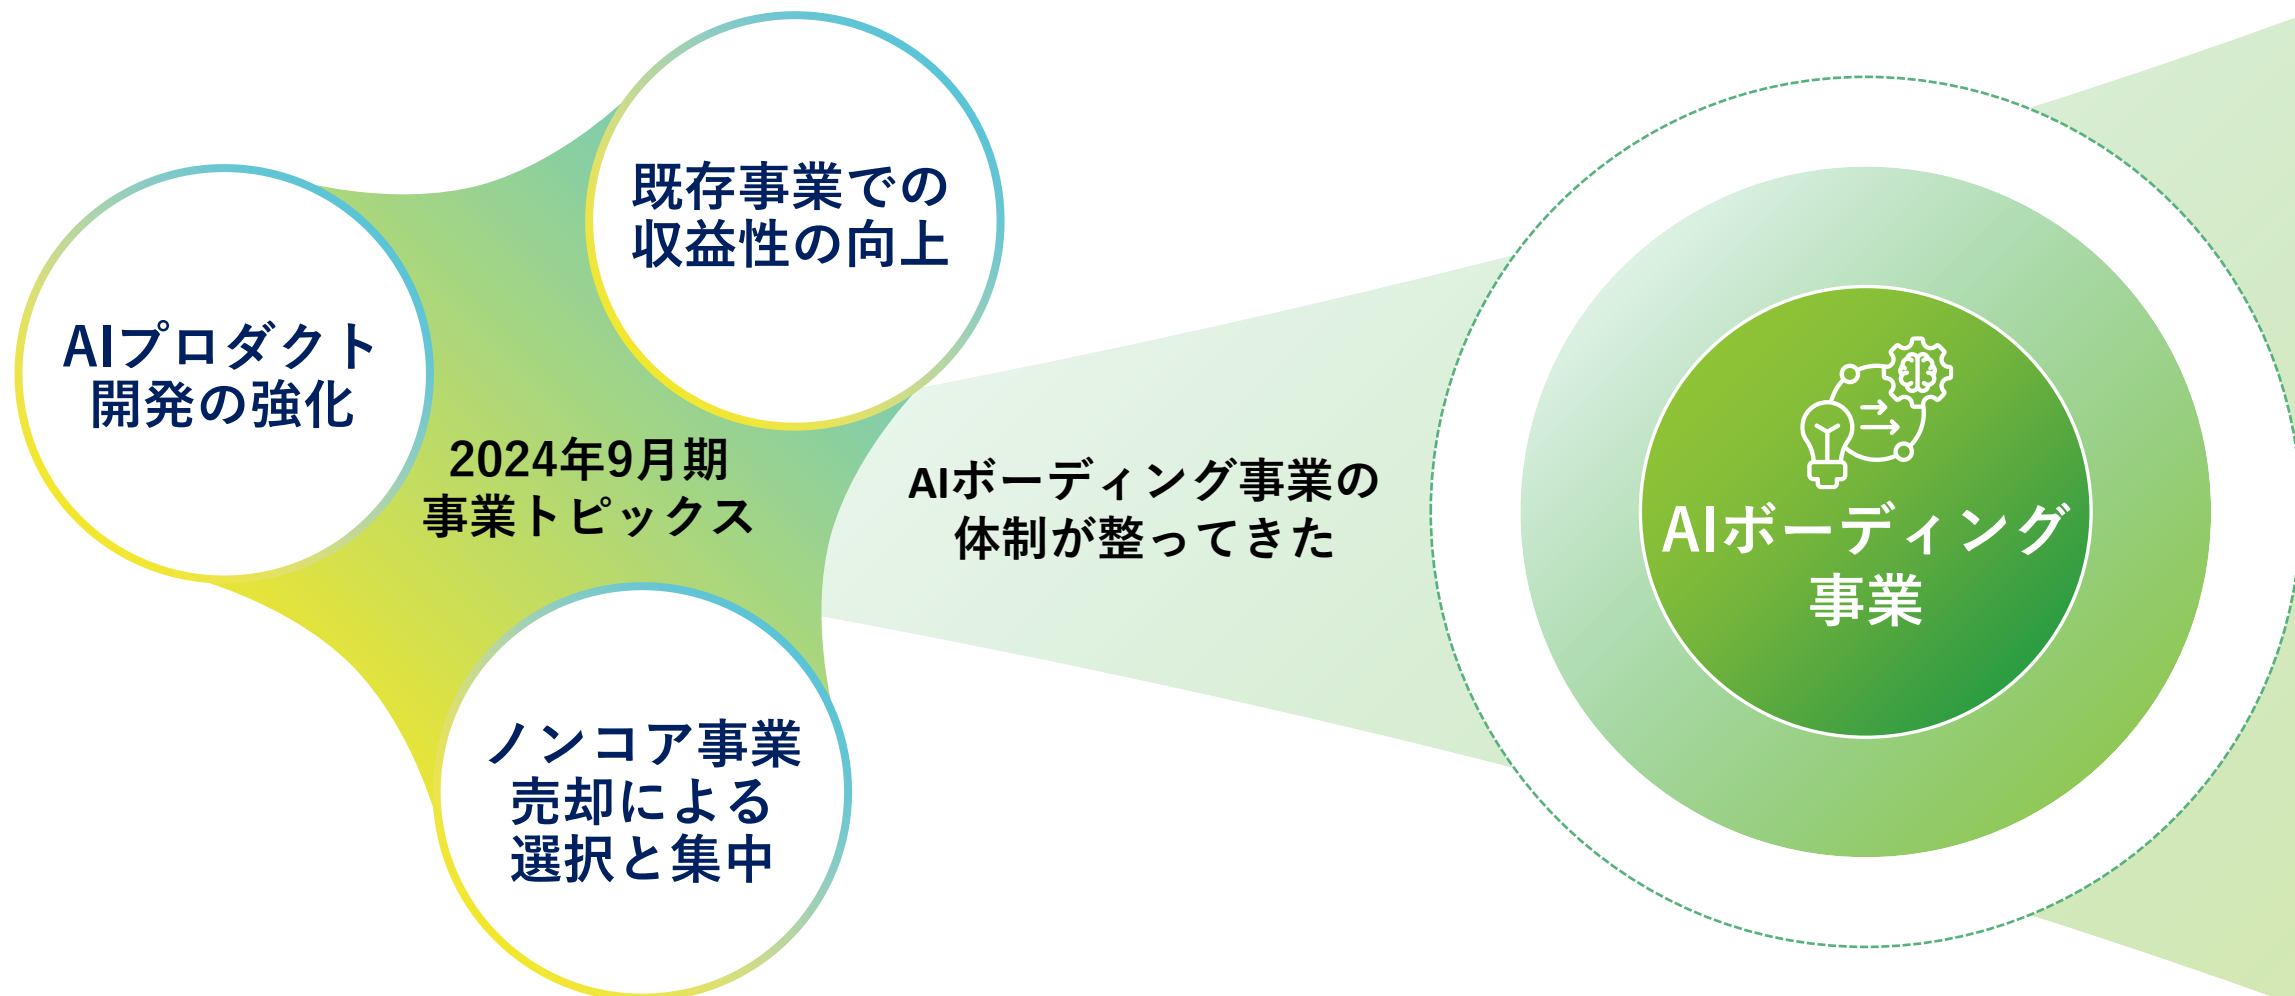 既存事業での
収益性の向上
AIプロダクト
開発の強化
2024年9月期
事業トピックス
ノンコア事業
売却による
選択と集中
AIボーディング事業の
体制が整ってきた
AIボーディング
事業